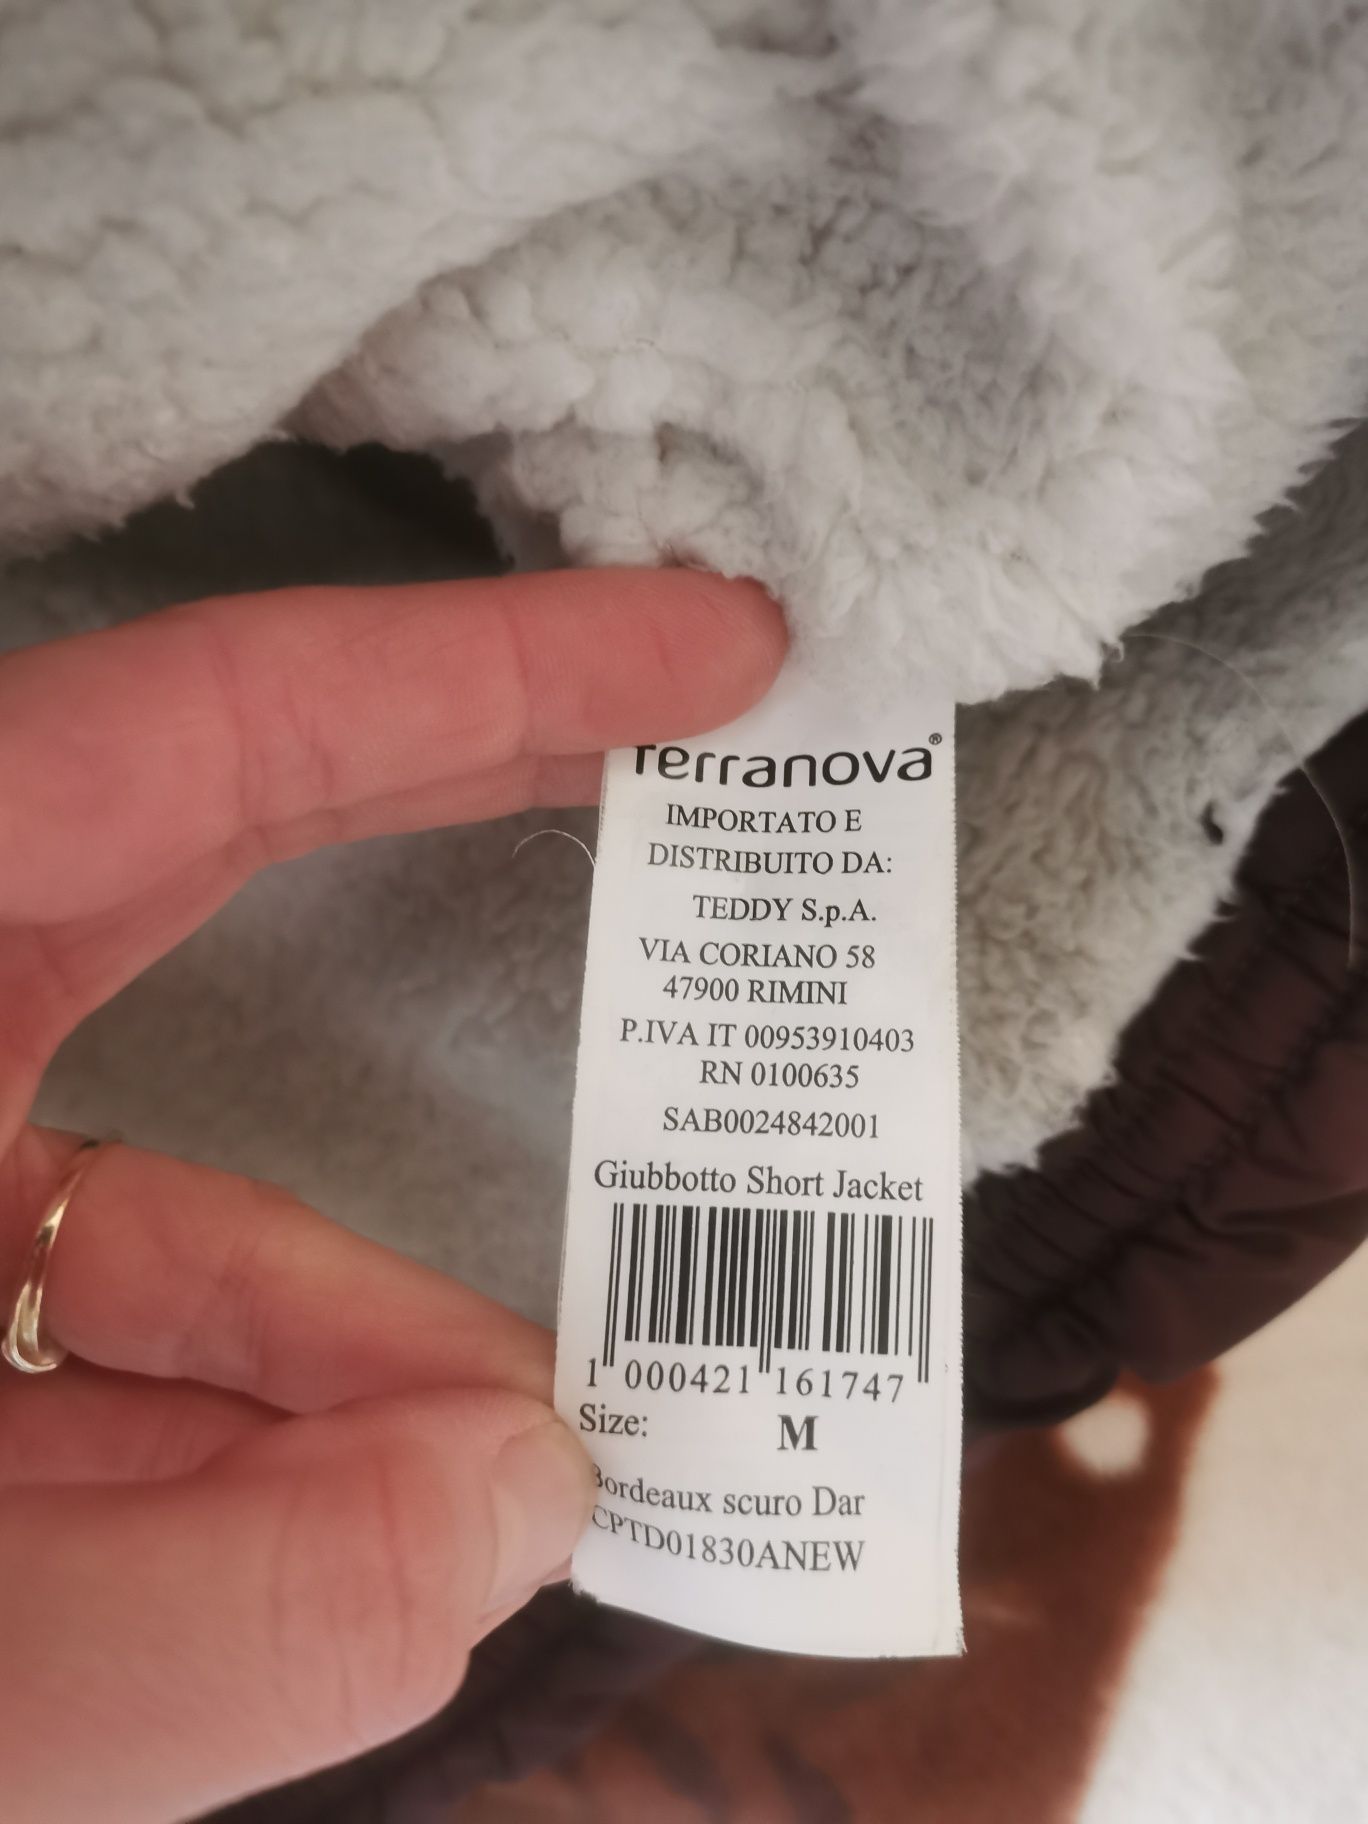 terranova®
IMPORTATO E
DISTRIBUITO DA:
TEDDY S.p.A.
VIA CORIANO 58
47900 RIMINI
P.IVA IT 00953910403
RN 0100635
SAB0024842001
Giubbotto Short Jacket
1 000421 161747
Size: M
Bordeaux scuro Dar
CPTD01830ANEW